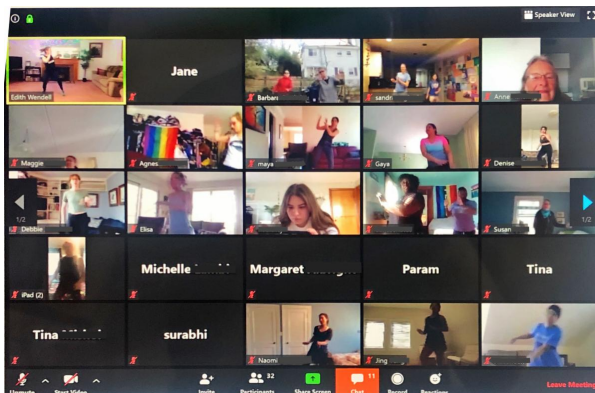 Speaker View
Edith Wendell
Jane
Barbara
sandr
Anne
Maggie
Agnes
maya
Gaya
Denise
1/2
1/2
Debbie
Elisa
Susan
iPad (2)
Michelle
Margaret
Param
Tina
Tina
surabhi
Naomi
Jing
Unmute
Start Video
Invite
32
Participants
Share Screen
11
Chat
Record
Reactions
Leave Meeting